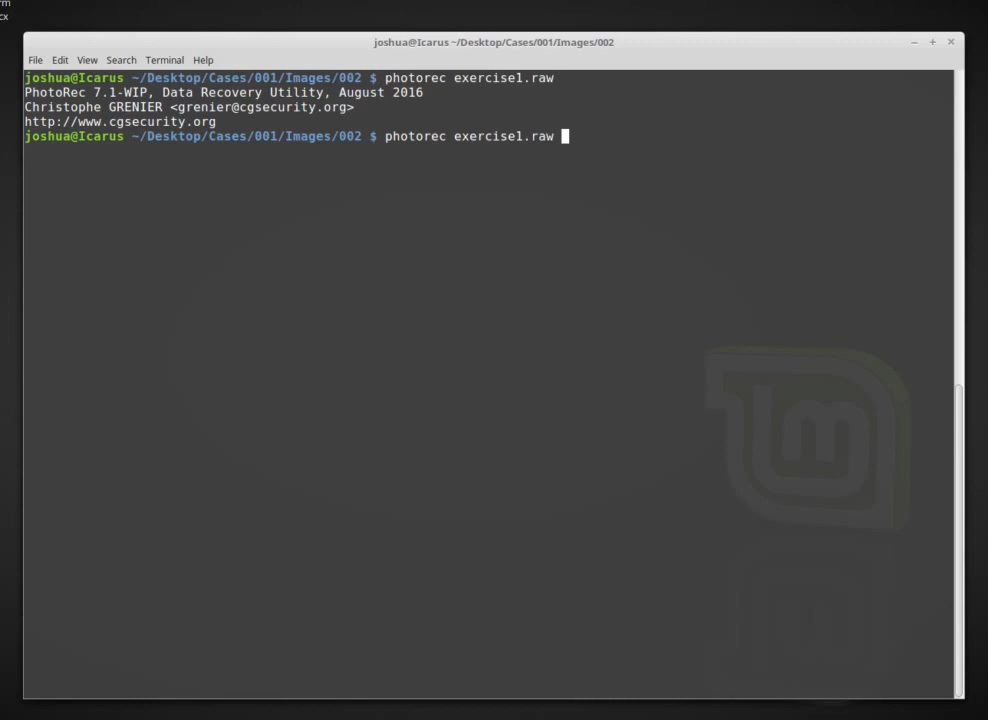 rm
cx
joshua@Icarus ~/Desktop/Cases/001/Images/002
File Edit View Search Terminal Help
joshua@Icarus ~/Desktop/Cases/001/Images/002 $ photorec exercise1.raw
PhotoRec 7.1-WIP, Data Recovery Utility, August 2016
Christophe GRENIER <grenier@cgsecurity.org>
http://www.cgsecurity.org
joshua@Icarus ~/Desktop/Cases/001/Images/002 $ photorec exercise1.raw